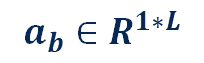 a_b ∈ R^{1*L}